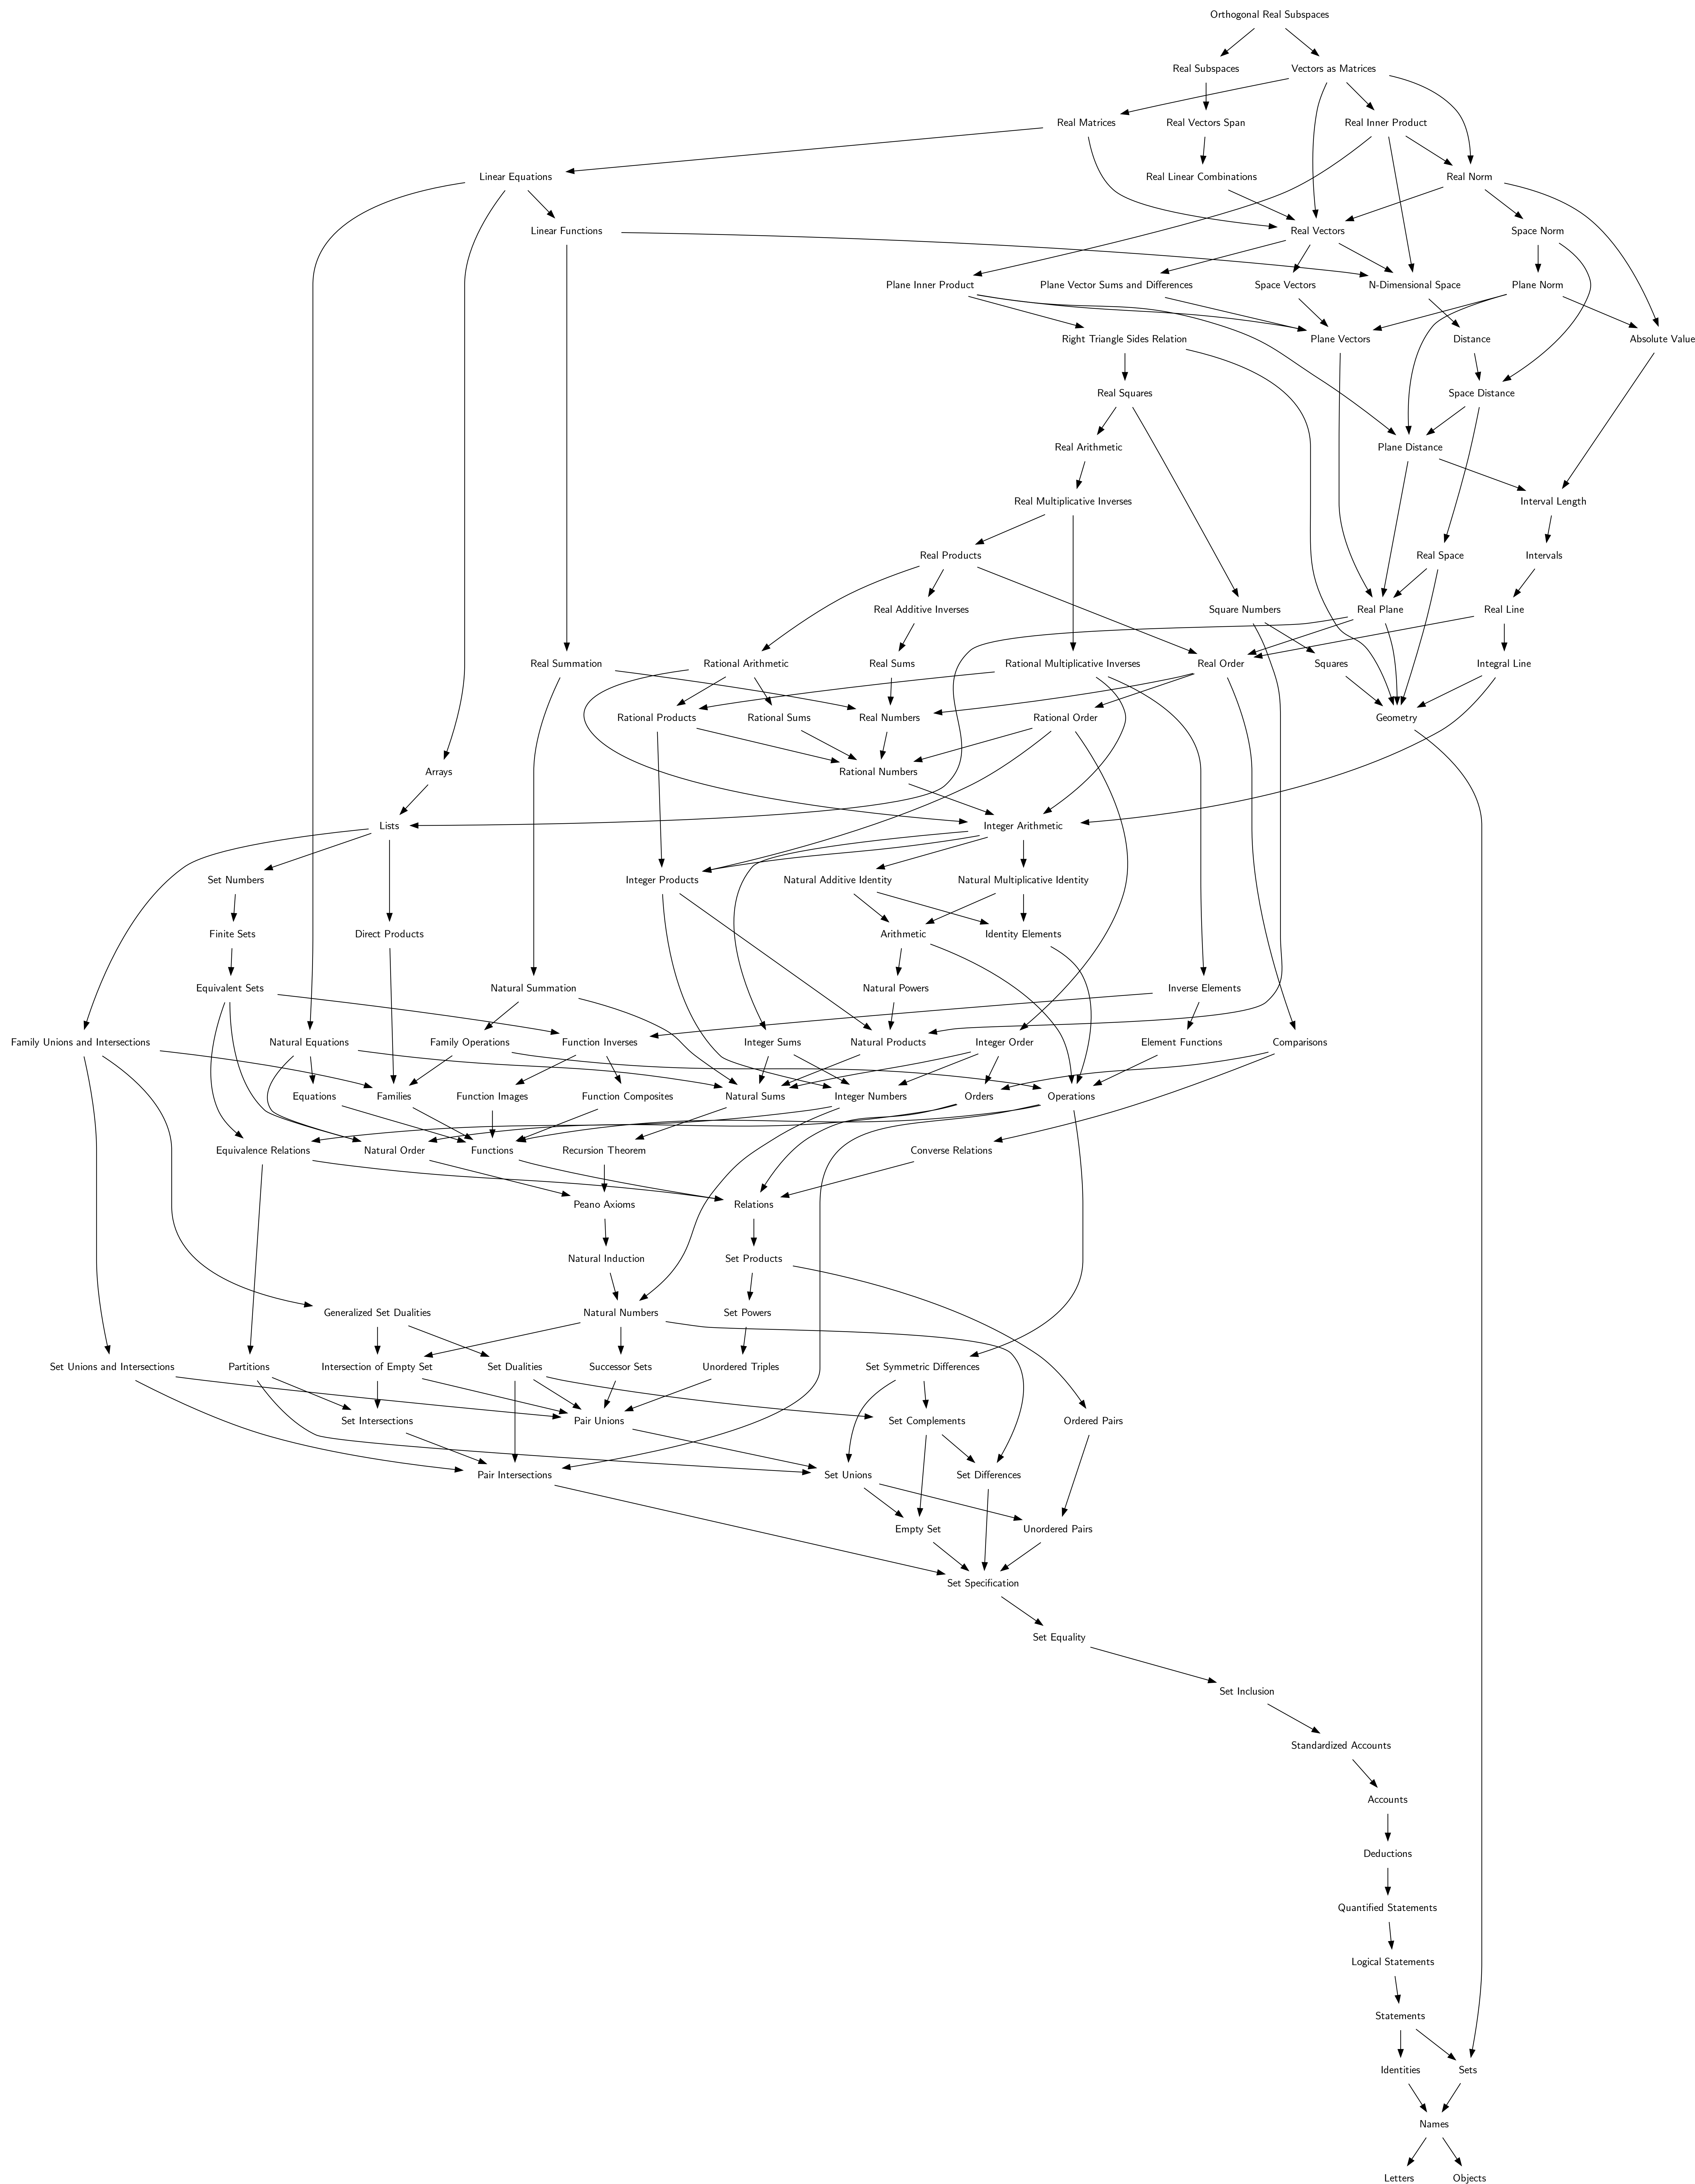 Orthogonal Real Subspaces
Real Subspaces
Vectors as Matrices
Real Matrices
Real Vectors Span
Real Inner Product
Linear Equations
Real Linear Combinations
Real Norm
Linear Functions
Real Vectors
Space Norm
Plane Inner Product
Plane Vector Sums and Differences
Space Vectors
N-Dimensional Space
Plane Norm
Right Triangle Sides Relation
Plane Vectors
Distance
Absolute Value
Real Squares
Space Distance
Real Arithmetic
Plane Distance
Real Multiplicative Inverses
Interval Length
Real Products
Real Space
Intervals
Real Additive Inverses
Square Numbers
Real Plane
Real Line
Real Summation
Rational Arithmetic
Real Sums
Rational Multiplicative Inverses
Real Order
Squares
Integral Line
Rational Products
Rational Sums
Real Numbers
Rational Order
Geometry
Arrays
Rational Numbers
Lists
Integer Arithmetic
Set Numbers
Integer Products
Natural Additive Identity
Natural Multiplicative Identity
Finite Sets
Direct Products
Arithmetic
Identity Elements
Equivalent Sets
Natural Summation
Natural Powers
Inverse Elements
Family Unions and Intersections
Natural Equations
Family Operations
Function Inverses
Integer Sums
Natural Products
Integer Order
Element Functions
Comparisons
Equations
Families
Function Images
Function Composites
Natural Sums
Integer Numbers
Orders
Operations
Equivalence Relations
Natural Order
Functions
Recursion Theorem
Converse Relations
Peano Axioms
Relations
Natural Induction
Set Products
Generalized Set Dualities
Natural Numbers
Set Powers
Set Unions and Intersections
Partitions
Intersection of Empty Set
Set Dualities
Successor Sets
Unordered Triples
Set Symmetric Differences
Set Intersections
Pair Unions
Set Complements
Ordered Pairs
Pair Intersections
Set Unions
Set Differences
Empty Set
Unordered Pairs
Set Specification
Set Equality
Set Inclusion
Standardized Accounts
Accounts
Deductions
Quantified Statements
Logical Statements
Statements
Identities
Sets
Names
Letters
Objects